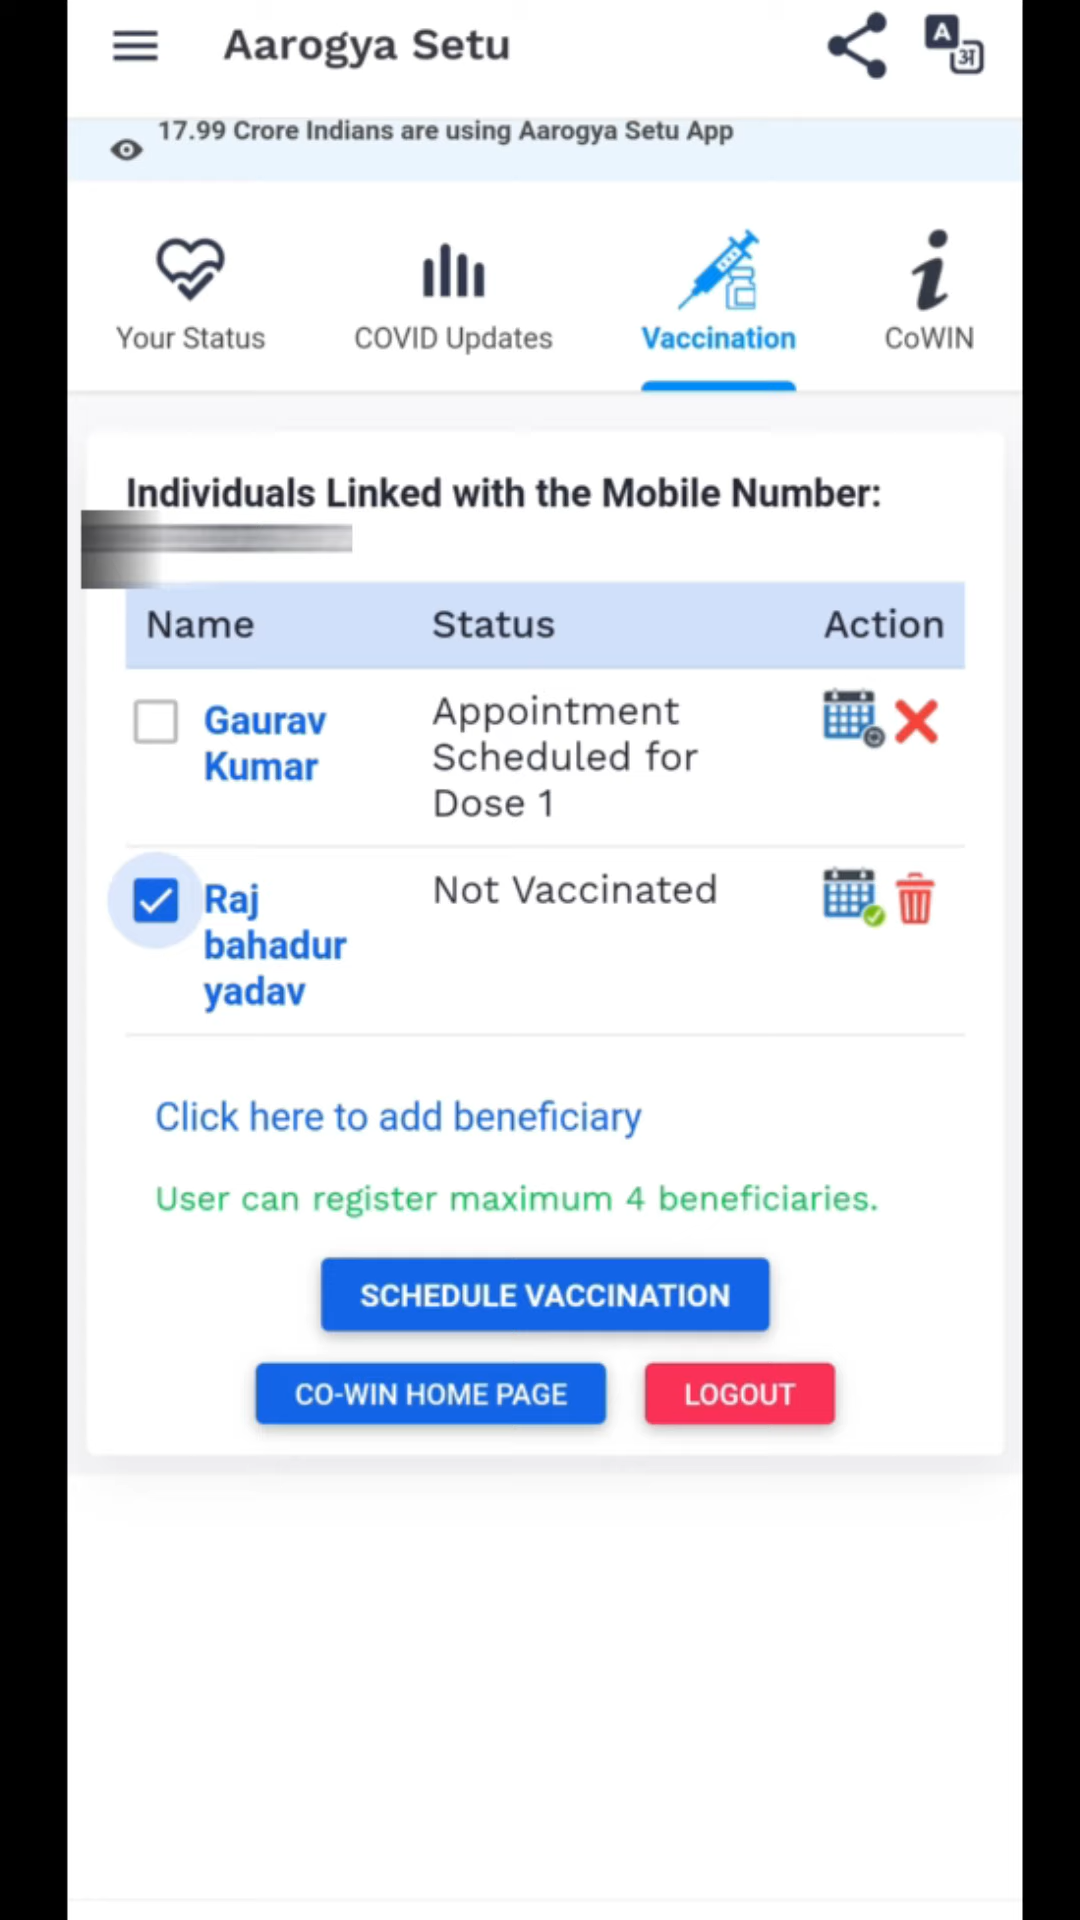 Aarogya Setu
A
अ
17.99 Crore Indians are using Aarogya Setu App
Your Status
COVID Updates
Vaccination
CoWIN
Individuals Linked with the Mobile Number:
Name Status Action
Gaurav
Kumar
Appointment
Scheduled for
Dose 1
Raj
bahadur
yadav
Not Vaccinated
Click here to add beneficiary
User can register maximum 4 beneficiaries.
SCHEDULE VACCINATION
CO-WIN HOME PAGE
LOGOUT